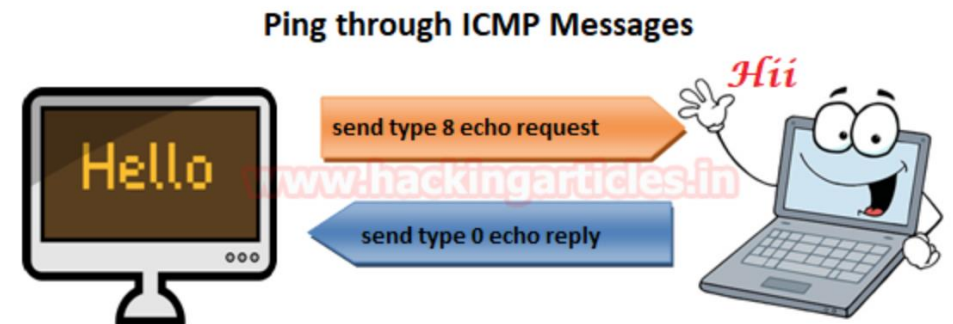 Ping through ICMP Messages
Hii
send type 8 echo request
Hello
www.hackingarticles.in
send type 0 echo reply